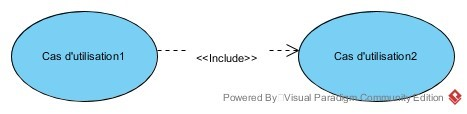 Cas d'utilisation1
<<Include>>
Cas d'utilisation2
Powered By Visual Paradigm Community Edition